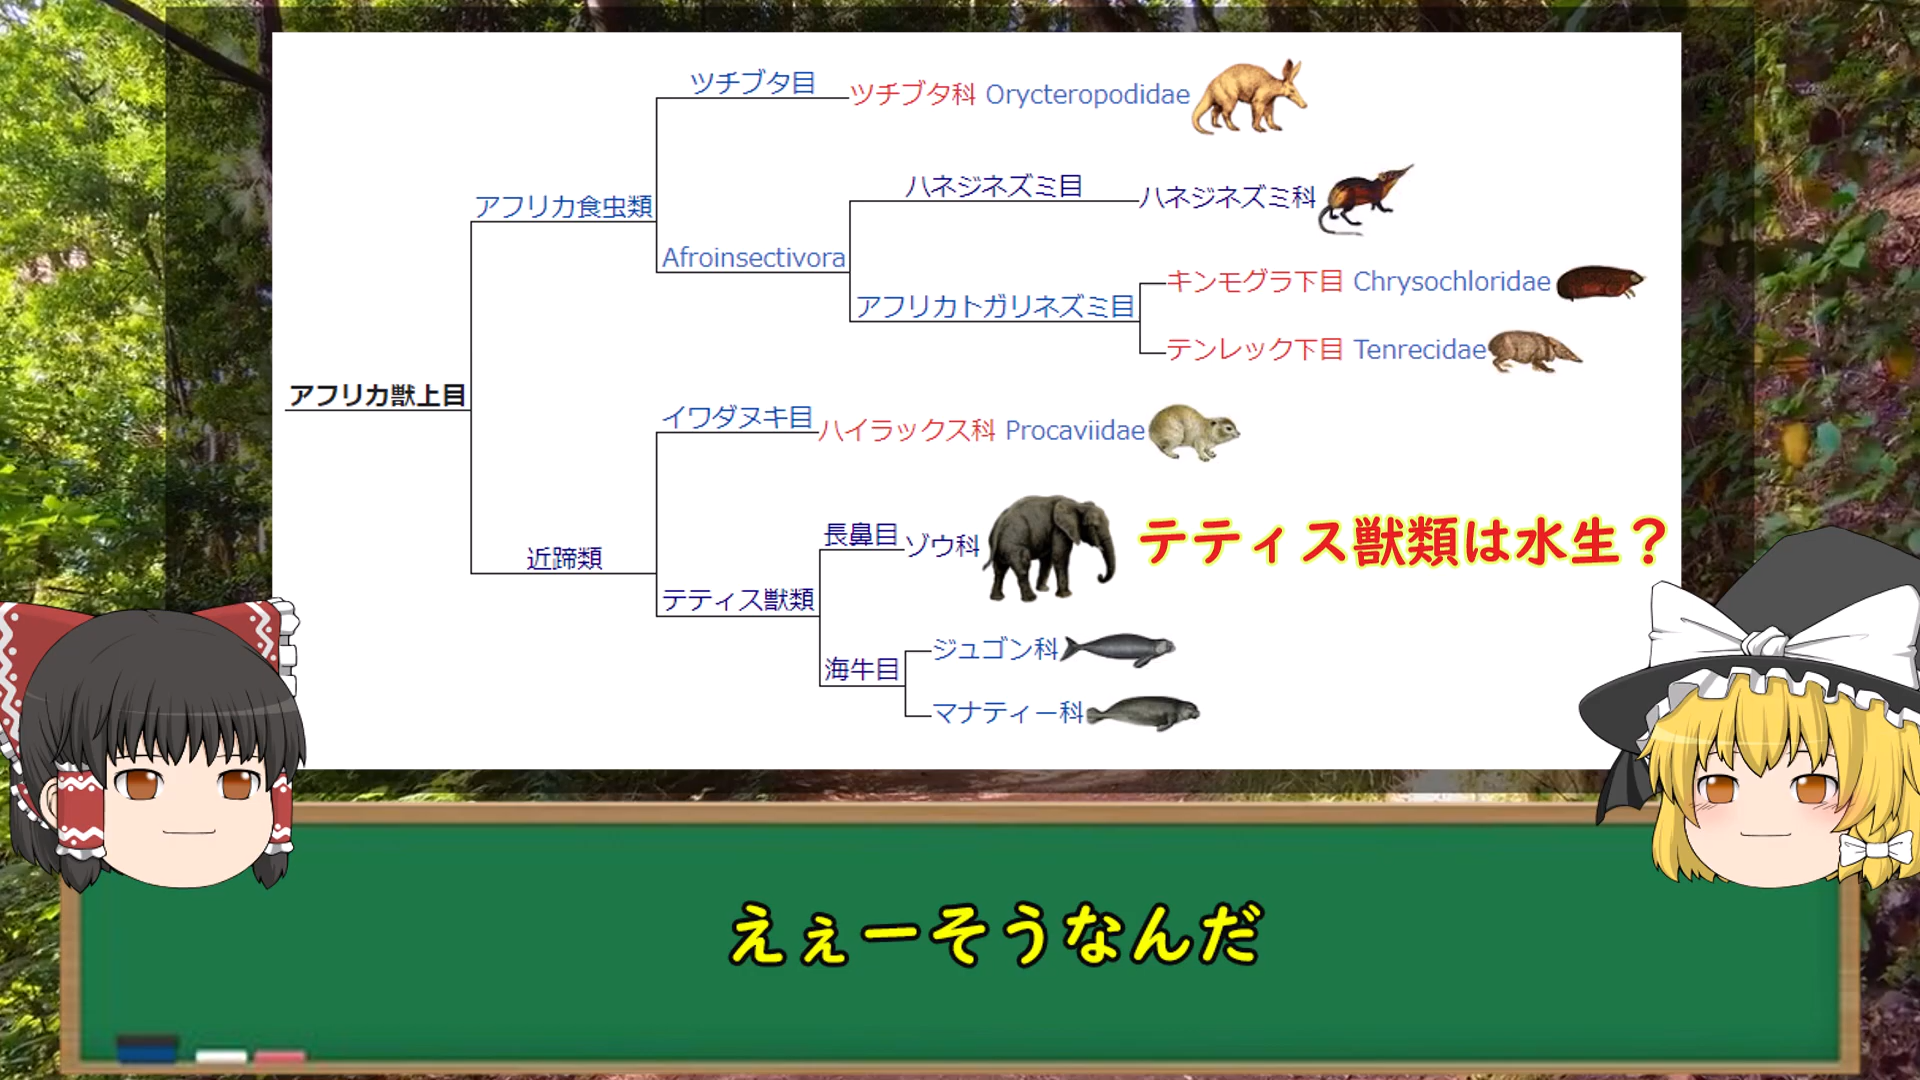 ツチブタ目
ツチブタ科 Orycteropodidae
ハネジネズミ目
ハネジネズミ科
アフリカ食虫類
Afroinsectivora
キンモグラ下目 Chrysochloridae
アフリカトガリネズミ目
テンレック下目 Tenrecidae
アフリカ獣上目
イワダヌキ目
ハイラックス科 Procaviidae
長鼻目
ゾウ科
テティス獣類は水生？
近蹄類
テティス獣類
ジュゴン科
海牛目
マナティー科
えぇーそうなんだ